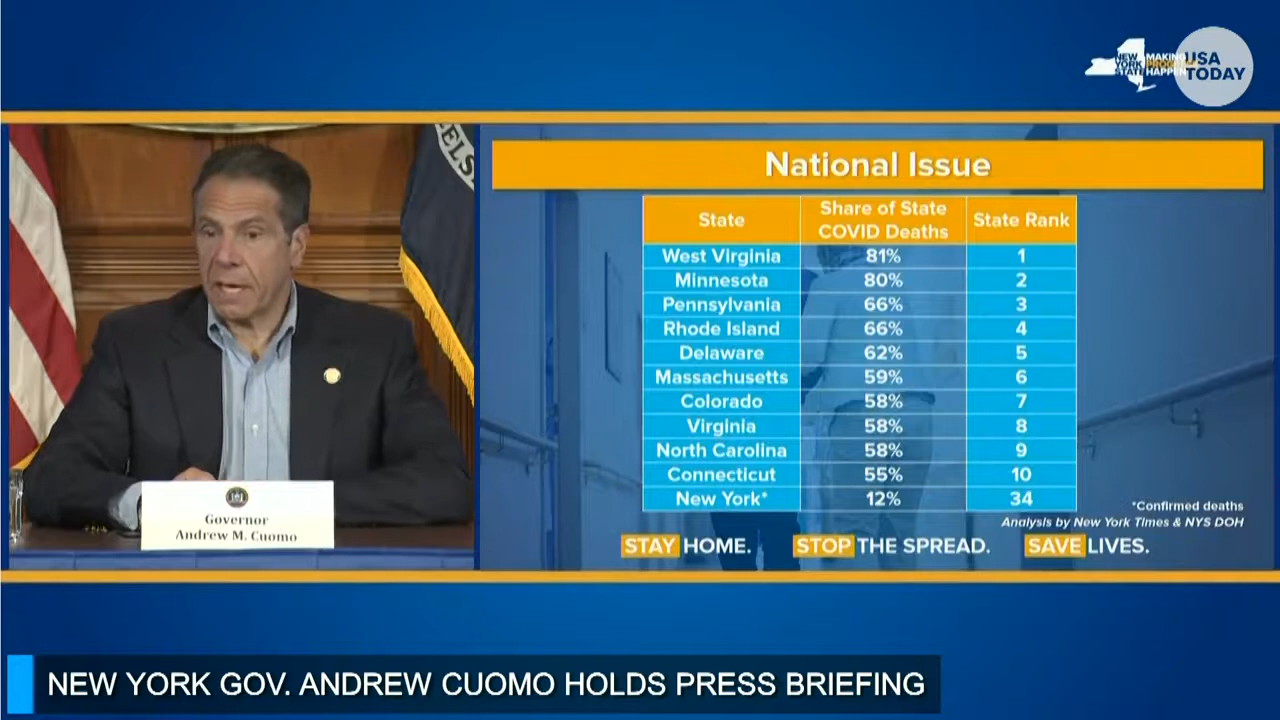 NEW YORK STATE
MAKING
PROGRESS
HAPPEN
USA
TODAY
ELSI
National Issue
State Share of State COVID Deaths State Rank
West Virginia 81% 1
Minnesota 80% 2
Pennsylvania 66% 3
Rhode Island 66% 4
Delaware 62% 5
Massachusetts 59% 6
Colorado 58% 7
Virginia 58% 8
North Carolina 58% 9
Connecticut 55% 10
New York* 12% 34
*Confirmed deaths
Analysis by New York Times & NYS DOH
STAY HOME. STOP THE SPREAD. SAVE LIVES.
Governor
Andrew M. Cuomo
NEW YORK GOV. ANDREW CUOMO HOLDS PRESS BRIEFING